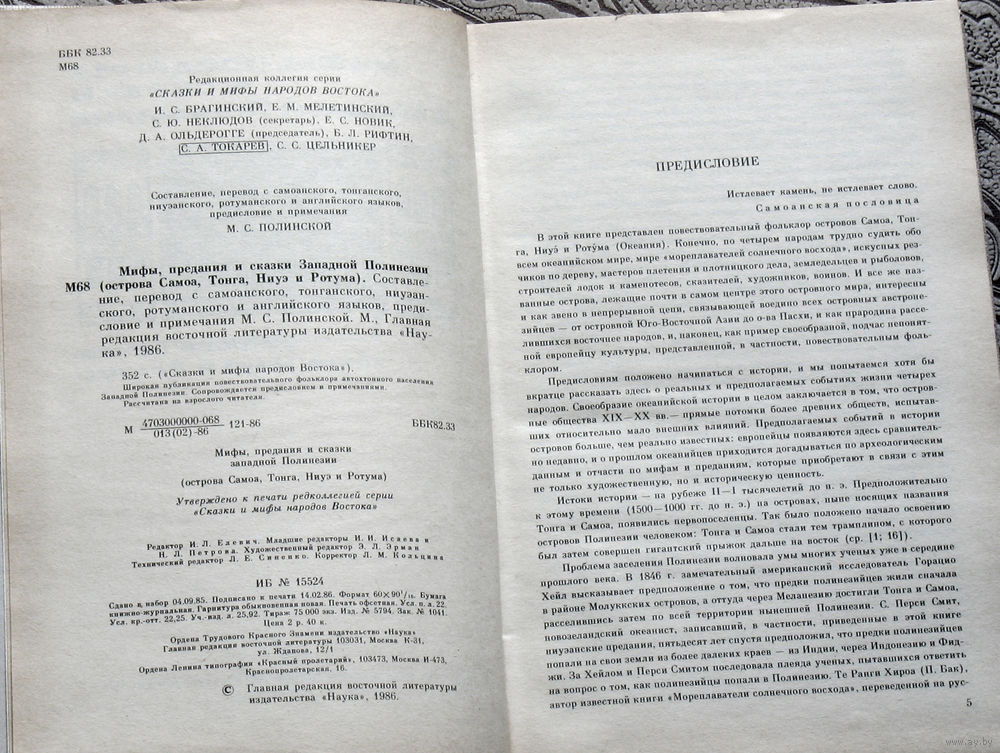 ББК 82.33
М68
Редакционная коллегия серии
«СКАЗКИ И МИФЫ НАРОДОВ ВОСТОКА»
И. С. БРАГИНСКИЙ, Е. М. МЕЛЕТИНСКИЙ,
С. Ю. НЕКЛЮДОВ (секретарь), Е. С. НОВИК,
Д. А. ОЛЬДЕРОГГЕ (председатель), Б. Л. РИФТИН,
С. А. ТОКАРЕВ, С. С. ЦЕЛЬНИКЕР
Составление, перевод с самоанского, тонганского,
ниуэанского, ротуманского и английского языков,
предисловие и примечания
М. С. ПОЛИНСКОЙ
Мифы, предания и сказки Западной Полинезии
М68 (острова Самоа, Тонга, Ниуэ и Ротума). Составле-
ние, перевод с самоанского, тонганского, ниуэан-
ского, ротуманского и английского языков, преди-
словие и примечания М. С. Полинской. М., Главная
редакция восточной литературы издательства «Нау-
ка», 1986.
352 с. («Сказки и мифы народов Востока»).
Широкая публикация повествовательного фольклора автохтонного населения
Западной Полинезии. Сопровождается предисловием и примечаниями.
Рассчитана на взрослого читателя.
М 4703000000-068
013(02)-86 121-86 ББК82.33
Мифы, предания и сказки
западной Полинезии
(острова Самоа, Тонга, Ниуэ и Ротума)
Утверждено к печати редколлегией серии
«Сказки и мифы народов Востока»
Редактор И. Л. Елевич. Младшие редакторы И. И. Исаева и
Н. Л. Петрова. Художественный редактор Э. Л. Эрман
Технический редактор Л. Е. Синенко. Корректор Л. М. Кольцина
ИБ № 15524
Сдано в набор 04.09.85. Подписано к печати 14.02.86. Формат 60×90¹/₁₆. Бумага
книжно-журнальная. Гарнитура обыкновенная новая. Печать офсетная. Усл. п. л. 22.
Усл. кр.-отт. 22,25. Уч.-изд. л. 25,92. Тираж 75 000 экз. Изд. № 5794. Зак. № 1041.
Цена 2 р. 40 к.
Ордена Трудового Красного Знамени издательство «Наука»
Главная редакция восточной литературы 103031, Москва К-31,
ул. Жданова, 12/1
Ордена Ленина типография «Красный пролетарий», 103473, Москва И-473,
Краснопролетарская, 16.
© Главная редакция восточной литературы
издательства «Наука», 1986.
ПРЕДИСЛОВИЕ
Истлевает камень, не истлевает слово.
Самоанская пословица
В этой книге представлен повествовательный фольклор островов Самоа, Тон-
га, Ниуэ и Роту́ма (Океания). Конечно, по четырем народам трудно судить обо
всем океанийском мире, мире «мореплавателей солнечного восхода», искусных рез-
чиков по дереву, мастеров плетения и плотницкого дела, земледельцев и рыболовов,
строителей лодок и каменотесов, сказителей, художников, воинов. И все же наз-
ванные острова, лежащие почти в самом центре этого островного мира, интересны
и как звено в непрерывной цепи, связывающей воедино всех островных австроне-
зийцев — от островной Юго-Восточной Азии до о-ва Пасхи, и как прародина рассе-
лившихся восточнее народов, и, наконец, как пример своеобразной, подчас непонят-
ной европейцу культуры, представленной, в частности, повествовательным фоль-
клором.
Предисловиям положено начинаться с истории, и мы попытаемся хотя бы
вкратце рассказать здесь о реальных и предполагаемых событиях жизни четырех
народов. Своеобразие океанийской истории в целом заключается в том, что остров-
ные общества XIX—XX вв.— прямые потомки более древних обществ, испытав-
ших относительно мало внешних влияний. Предполагаемых событий в истории
островов больше, чем реально известных: европейцы появляются здесь сравнитель-
но недавно, и о прошлом океанийцев приходится догадываться по археологическим
данным и отчасти по мифам и преданиям, которые приобретают в связи с этим
не только художественную, но и историческую ценность.
Истоки истории — на рубеже II—I тысячелетий до н. э. Предположительно
к этому времени (1500—1000 гг. до н. э.) на островах, ныне носящих названия
Тонга и Самоа, появились первопоселенцы. Так было положено начало освоению
островов Полинезии человеком: Тонга и Самоа стали тем трамплином, с которого
был затем совершен гигантский прыжок дальше на восток (ср. [1; 16]).
Проблема заселения Полинезии волновала умы многих ученых уже в середине
прошлого века. В 1846 г. замечательный американский исследователь Горацио
Хейл высказывает предположение о том, что предки полинезийцев жили сначала
в районе Молуккских островов, а оттуда через Меланезию достигли Тонга и Самоа,
расселившись затем по всей территории нынешней Полинезии. С. Перси Смит,
новозеландский океанист, записавший, в частности, приведенные в этой книге
ниуэанские предания, пятьдесят лет спустя предположил, что предки полинезийцев
попали на свои земли из более далеких краев — из Индии, через Индонезию и Фид-
жи. За Хейлом и Перси Смитом последовала плеяда ученых, пытавшихся ответить
на вопрос о том, как полинезийцы попали в Полинезию. Те Ранги Хироа (П. Бак),
автор известной книги «Мореплаватели солнечного восхода», переведенной на рус-
5
www.ay.by